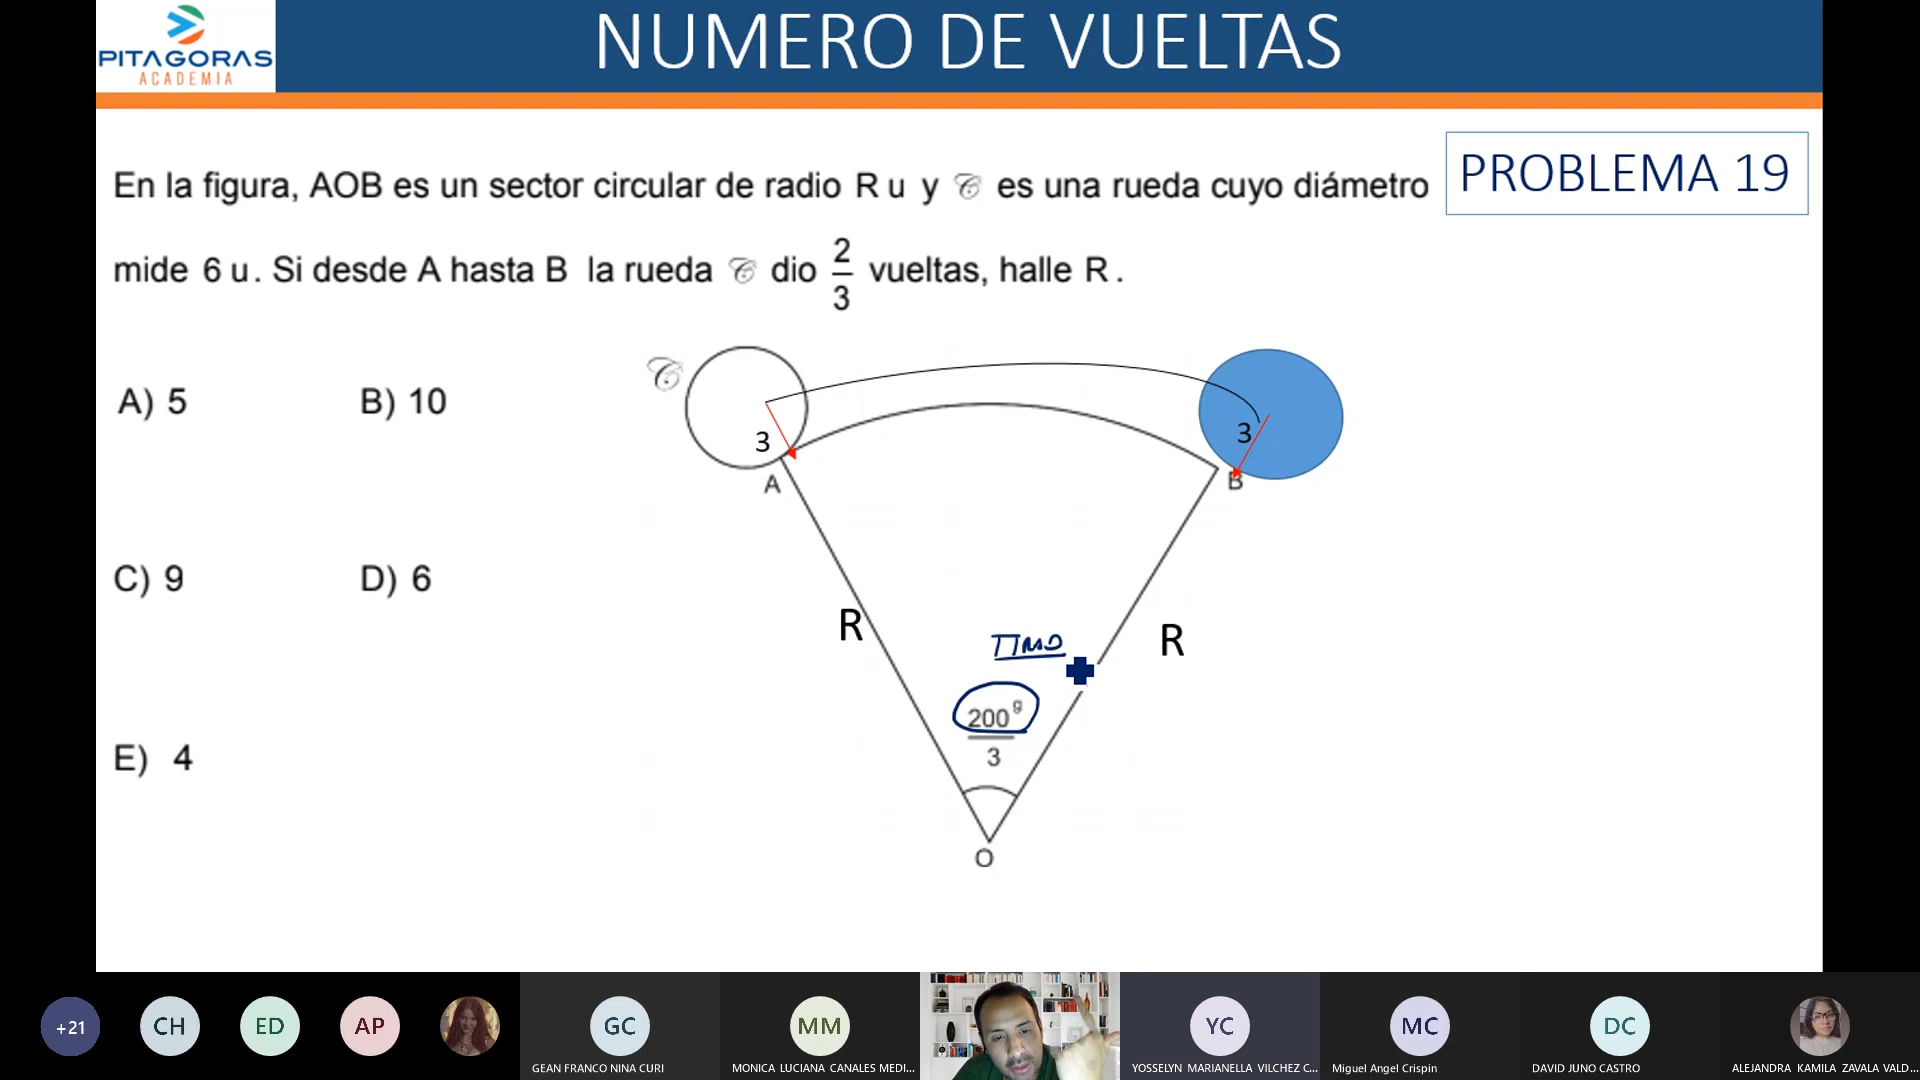 PITAGORAS
ACADEMIA
NUMERO DE VUELTAS
PROBLEMA 19
En la figura, AOB es un sector circular de radio R u y 𝒞 es una rueda cuyo diámetro
mide 6 u. Si desde A hasta B la rueda 𝒞 dio 2/3 vueltas, halle R.
A) 5
B) 10
C) 9
D) 6
E) 4
𝒞
3
3
A
B
R
R
πRAD
200ᵍ
3
O
+21
CH
ED
AP
GC
GEAN FRANCO NINA CURI
MM
MONICA LUCIANA CANALES MEDI...
YC
YOSSELYN MARIANELLA VILCHEZ C...
MC
Miguel Angel Crispin
DC
DAVID JUNO CASTRO
ALEJANDRA KAMILA ZAVALA VALD...